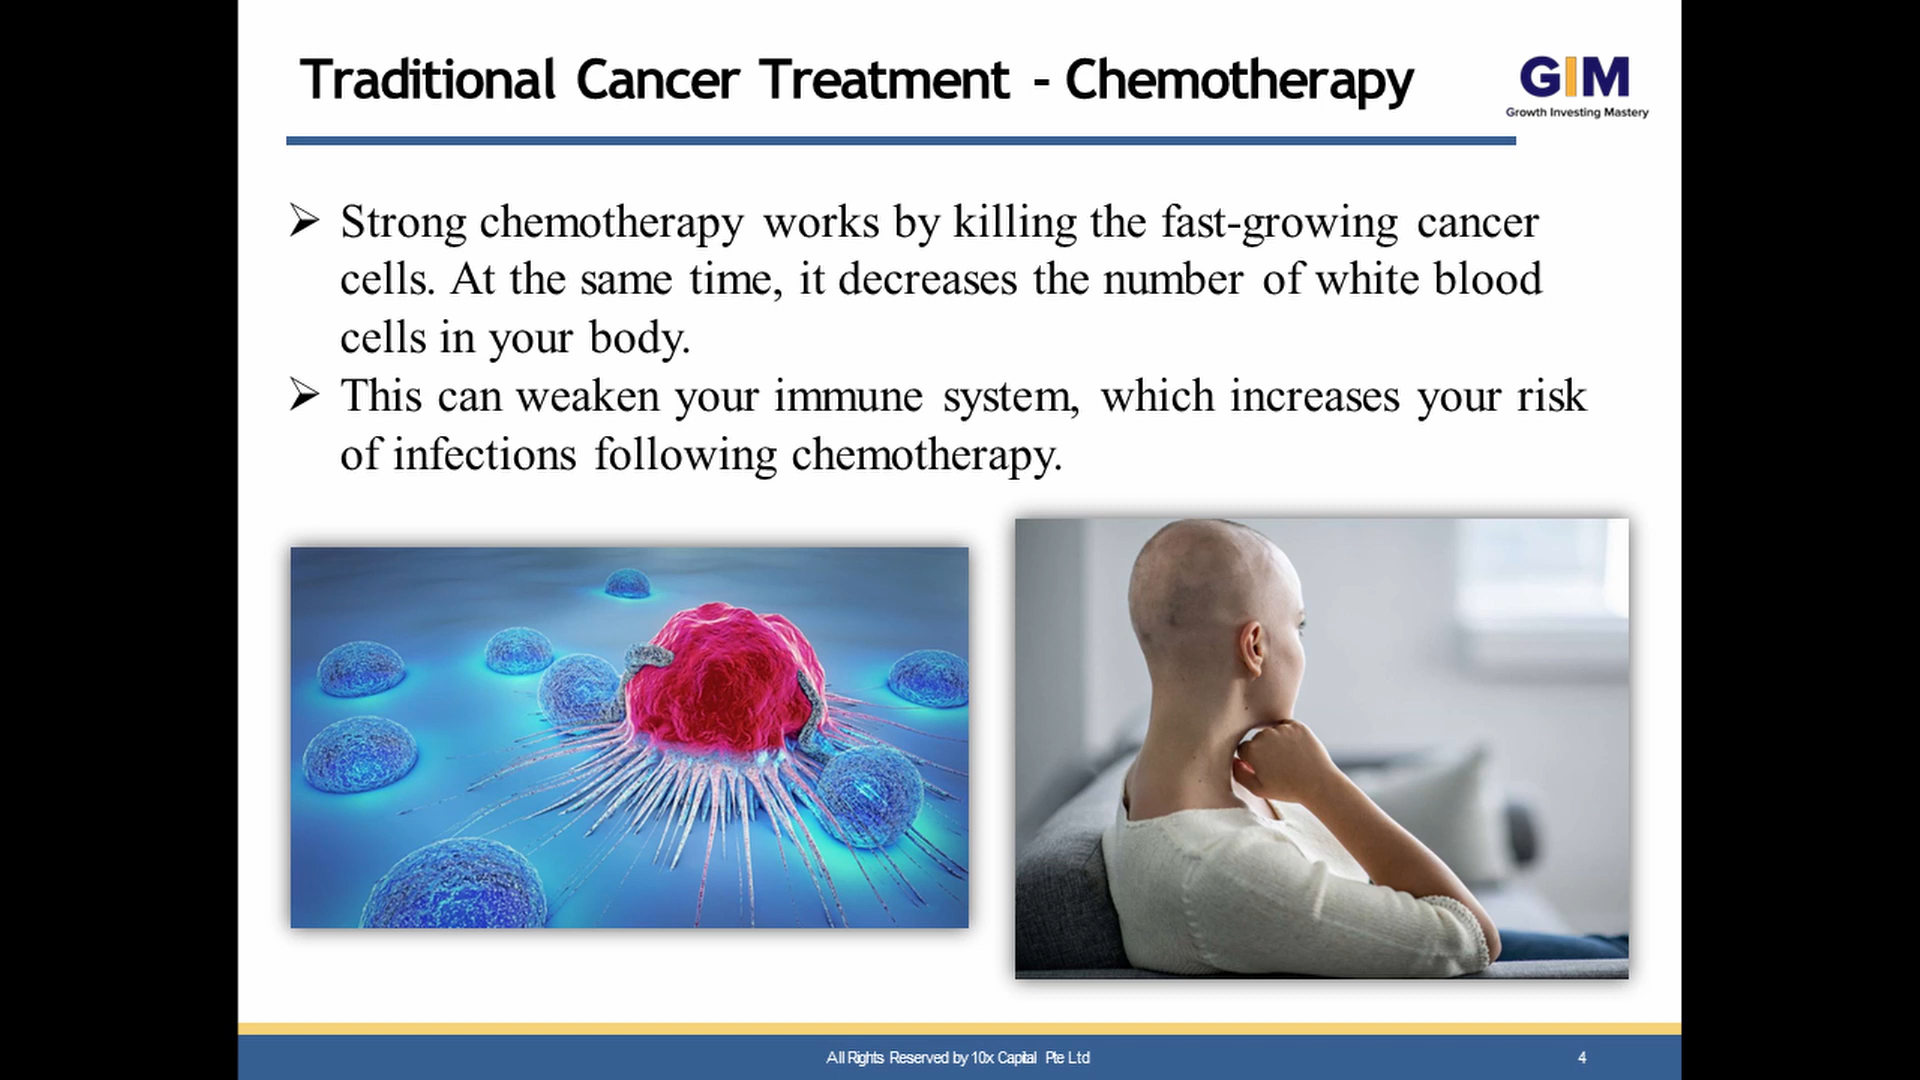 Traditional Cancer Treatment - Chemotherapy
GIM
Growth Investing Mastery
➢ Strong chemotherapy works by killing the fast-growing cancer
cells. At the same time, it decreases the number of white blood
cells in your body.
➢ This can weaken your immune system, which increases your risk
of infections following chemotherapy.
All Rights Reserved by 10x Capital Pte Ltd
4